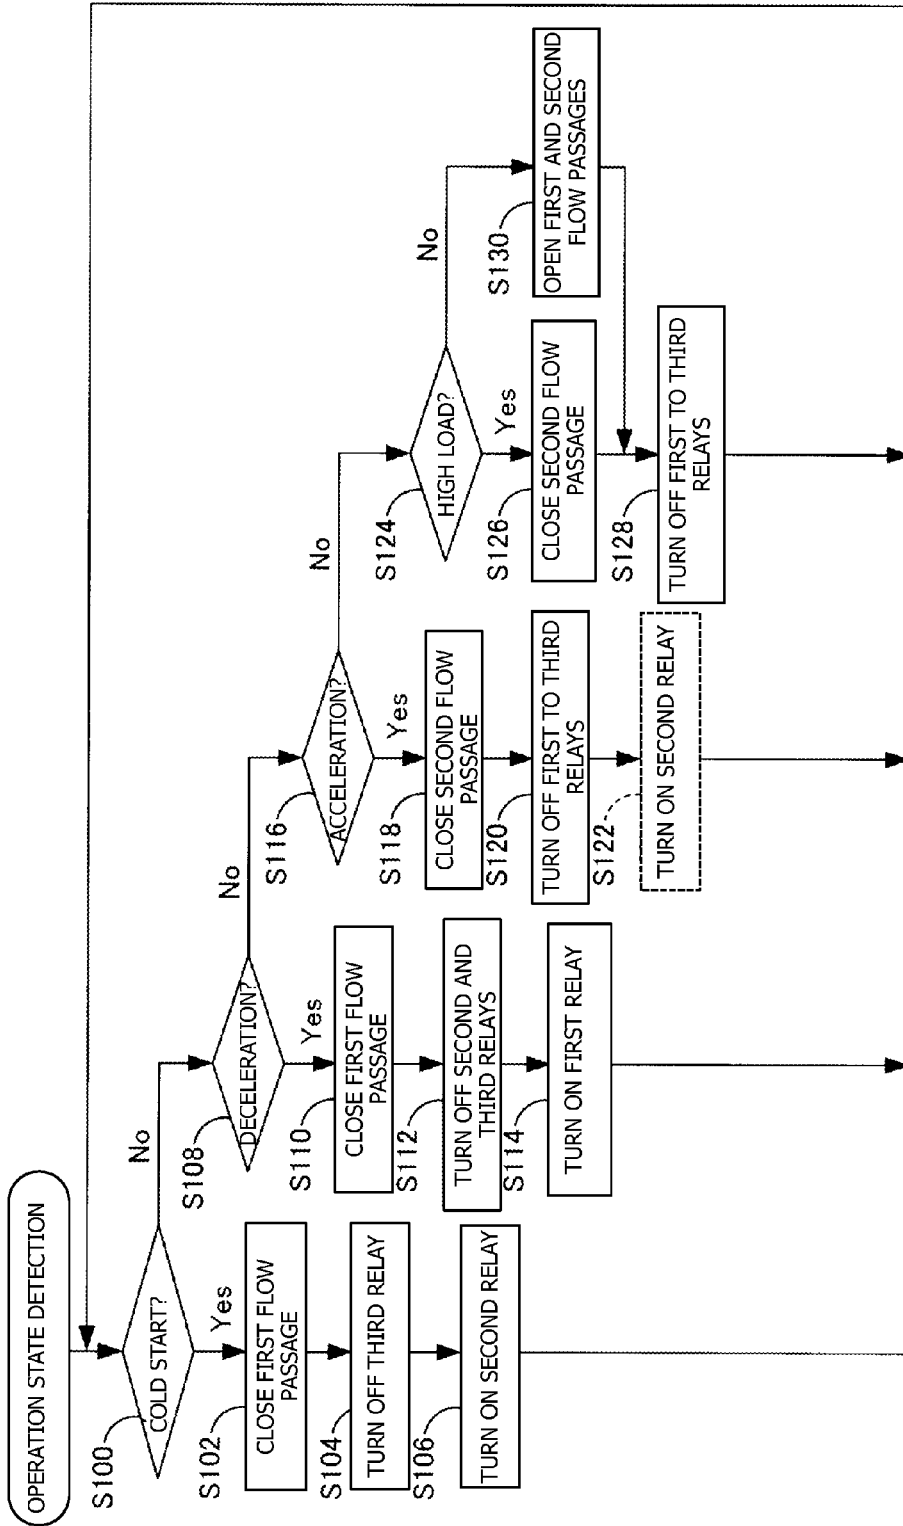 OPERATION STATE DETECTION
S100
COLD START?
No
Yes
S102
CLOSE FIRST FLOW
PASSAGE
S104
TURN OFF THIRD RELAY
S106
TURN ON SECOND RELAY
S108
DECELERATION?
No
Yes
S110
CLOSE FIRST FLOW
PASSAGE
S112
TURN OFF SECOND AND
THIRD RELAYS
S114
TURN ON FIRST RELAY
S116
ACCELERATION?
No
Yes
S118
CLOSE SECOND FLOW
PASSAGE
S120
TURN OFF FIRST TO THIRD
RELAYS
S122
TURN ON SECOND RELAY
S124
HIGH LOAD?
No
Yes
S126
CLOSE SECOND FLOW
PASSAGE
S128
TURN OFF FIRST TO THIRD
RELAYS
S130
OPEN FIRST AND SECOND
FLOW PASSAGES